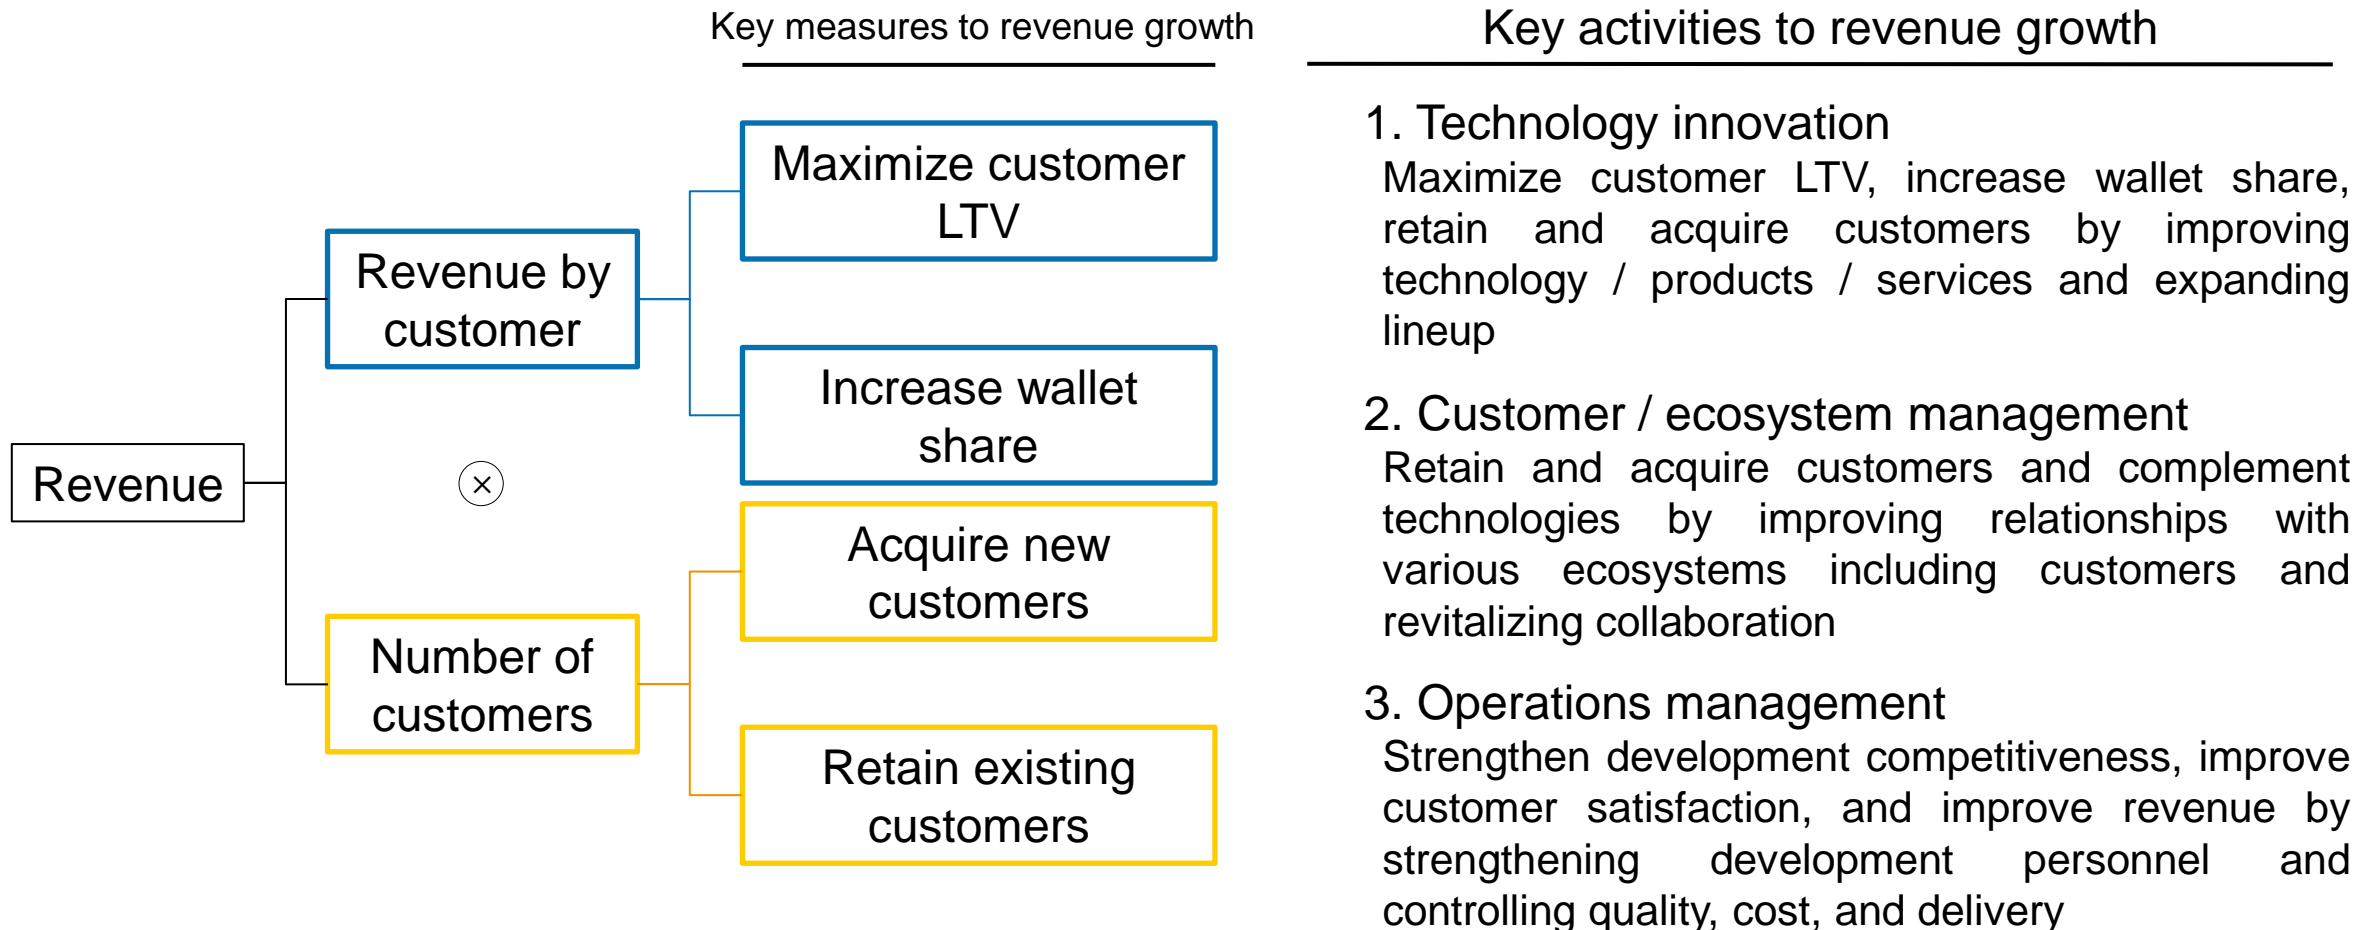 Key measures to revenue growth
Key activities to revenue growth
Revenue
Revenue by
customer
×
Number of
customers
Maximize customer
LTV
Increase wallet
share
Acquire new
customers
Retain existing
customers
1. Technology innovation
Maximize customer LTV, increase wallet share,
retain and acquire customers by improving
technology / products / services and expanding
lineup
2. Customer / ecosystem management
Retain and acquire customers and complement
technologies by improving relationships with
various ecosystems including customers and
revitalizing collaboration
3. Operations management
Strengthen development competitiveness, improve
customer satisfaction, and improve revenue by
strengthening development personnel and
controlling quality, cost, and delivery